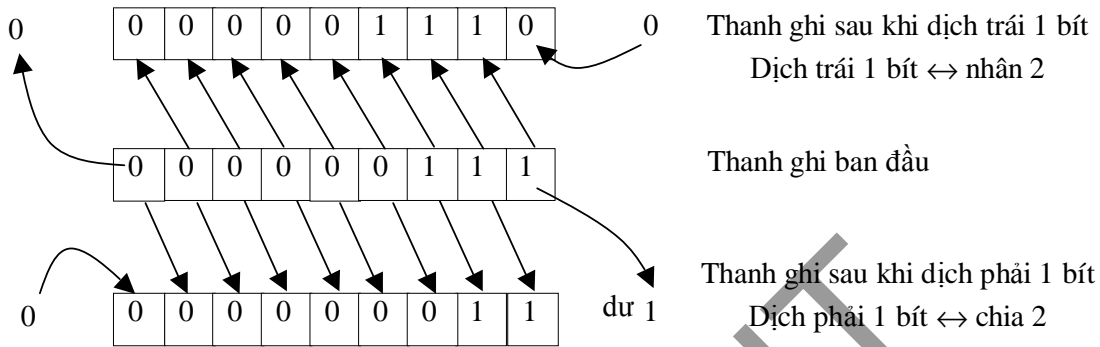 0 0 0 0 0 0 1 1 1 0 0 Thanh ghi sau khi dịch trái 1 bít
Dịch trái 1 bít ↔ nhân 2
0 0 0 0 0 0 1 1 1 Thanh ghi ban đầu
Thanh ghi sau khi dịch phải 1 bít
0 0 0 0 0 0 0 0 1 1 dư 1 Dịch phải 1 bít ↔ chia 2